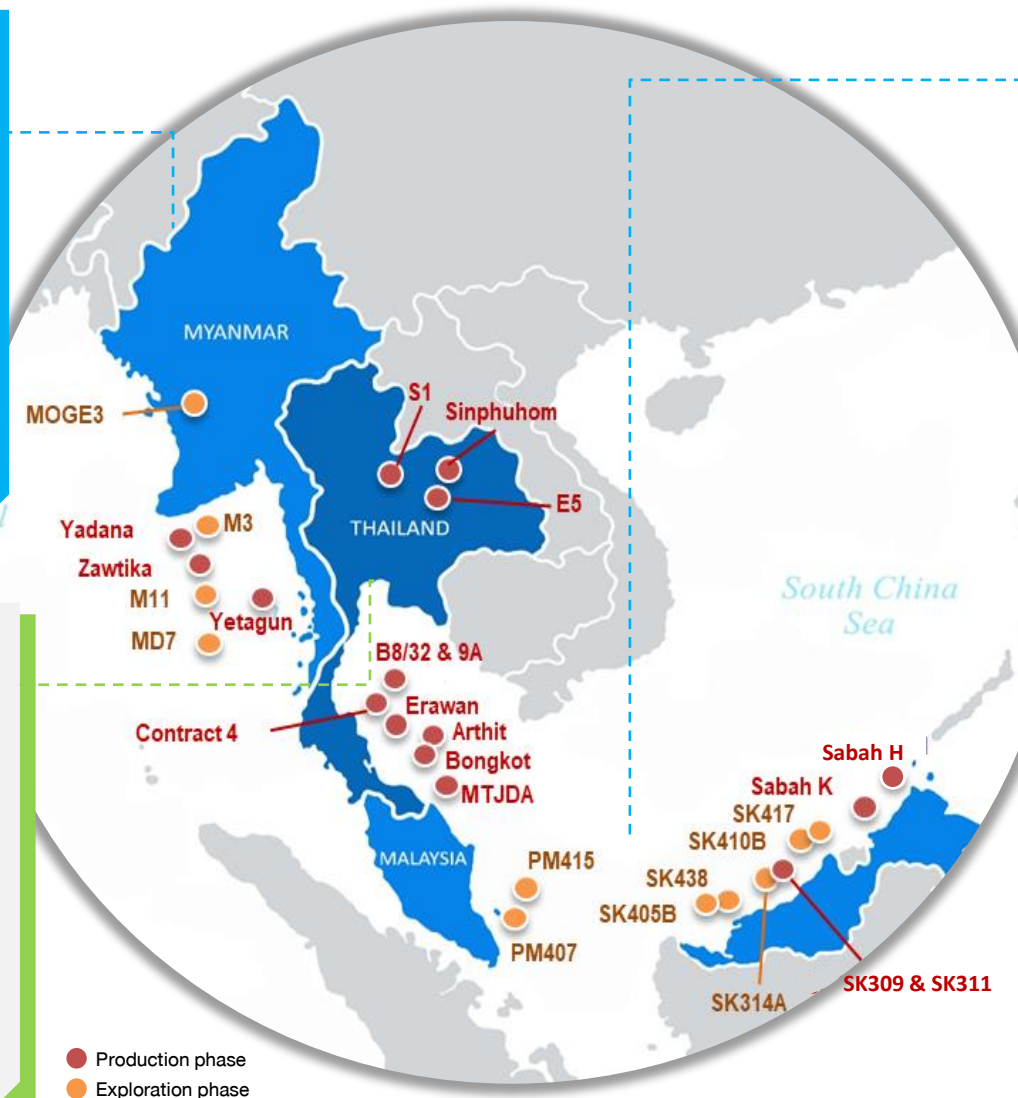 MYANMAR
MOGE3
S1
Sinphuhom
E5
THAILAND
Yadana
M3
Zawtika
M11
Yetagun
MD7
South China
Sea
B8/32 & 9A
Erawan
Contract 4
Arthit
Bongkot
MTJDA
Sabah H
Sabah K
SK417
SK410B
MALAYSIA
PM415
SK438
SK405B
PM407
SK314A
SK309 & SK311
Production phase
Exploration phase